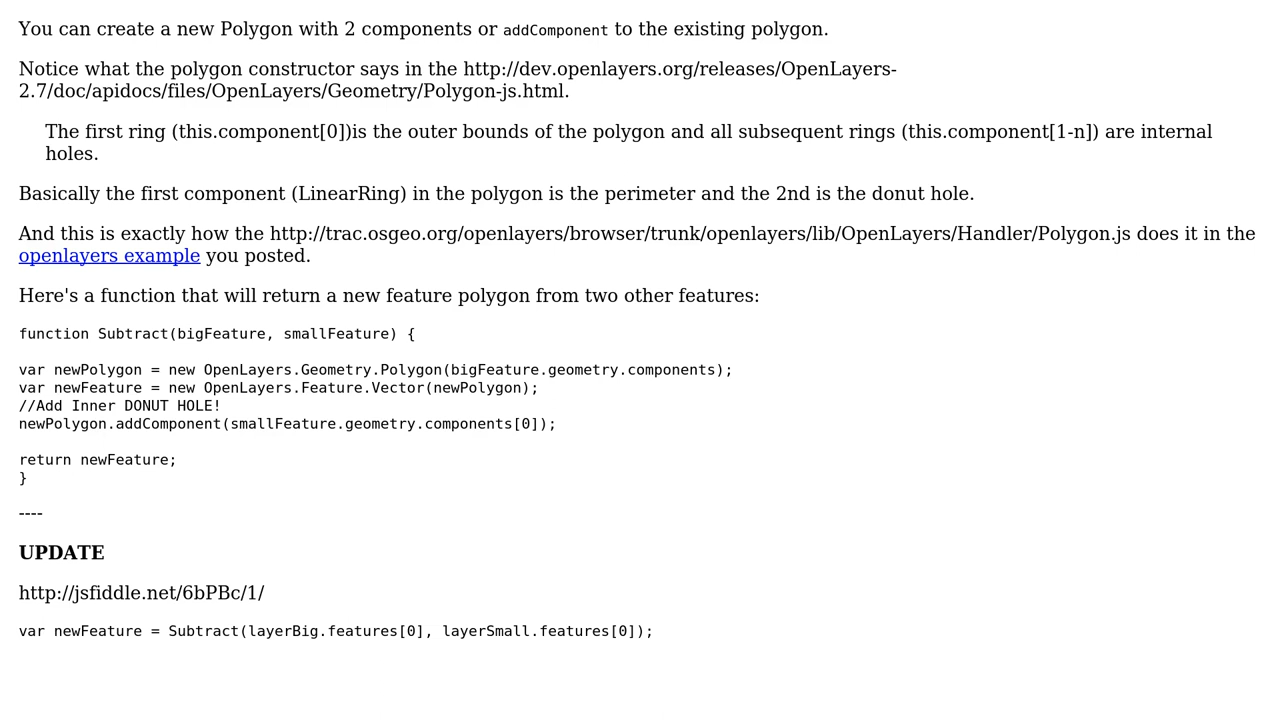 You can create a new Polygon with 2 components or addComponent to the existing polygon.
Notice what the polygon constructor says in the http://dev.openlayers.org/releases/OpenLayers-
2.7/doc/apidocs/files/OpenLayers/Geometry/Polygon-js.html.
The first ring (this.component[0])is the outer bounds of the polygon and all subsequent rings (this.component[1-n]) are internal
holes.
Basically the first component (LinearRing) in the polygon is the perimeter and the 2nd is the donut hole.
And this is exactly how the http://trac.osgeo.org/openlayers/browser/trunk/openlayers/lib/OpenLayers/Handler/Polygon.js does it in the
openlayers example you posted.
Here's a function that will return a new feature polygon from two other features:
function Subtract(bigFeature, smallFeature) {
var newPolygon = new OpenLayers.Geometry.Polygon(bigFeature.geometry.components);
var newFeature = new OpenLayers.Feature.Vector(newPolygon);
//Add Inner DONUT HOLE!
newPolygon.addComponent(smallFeature.geometry.components[0]);
return newFeature;
}
----
UPDATE
http://jsfiddle.net/6bPBc/1/
var newFeature = Subtract(layerBig.features[0], layerSmall.features[0]);